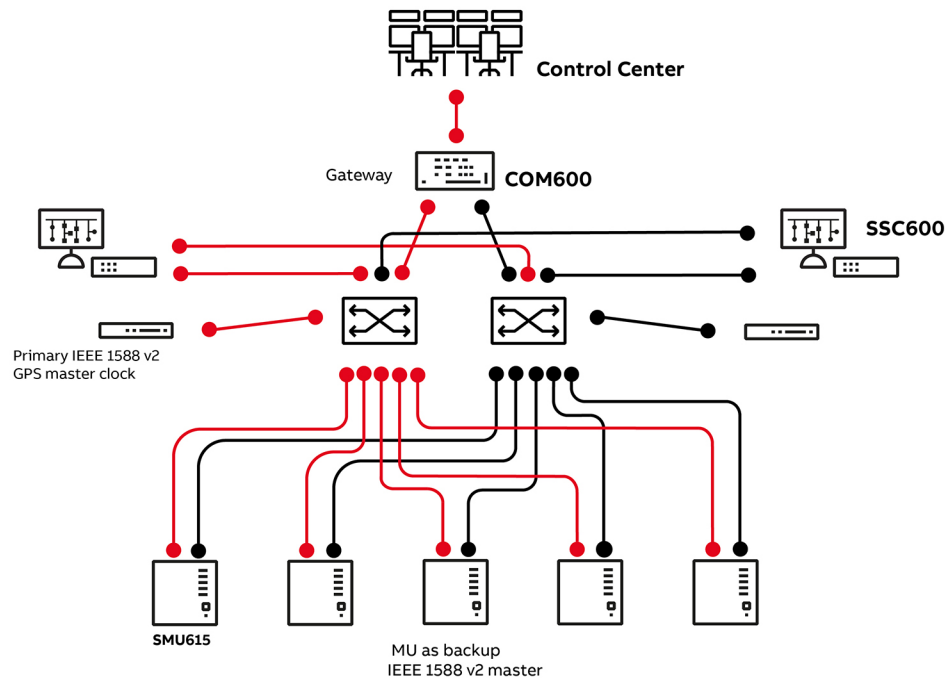 Control Center
Gateway
COM600
SSC600
Primary IEEE 1588 v2
GPS master clock
SMU615
MU as backup
IEEE 1588 v2 master